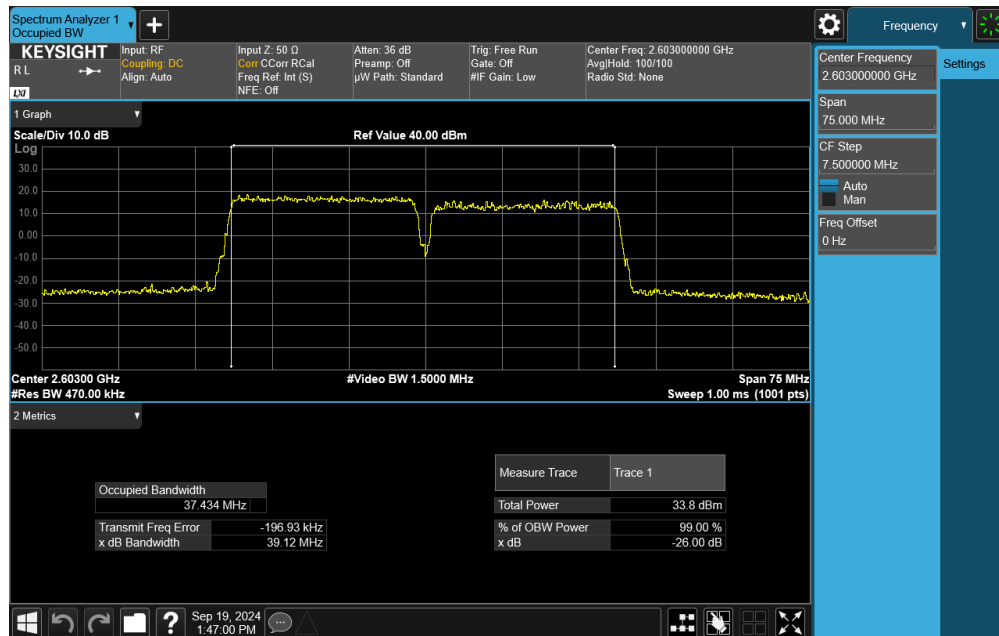 Spectrum Analyzer 1
Occupied BW
+
Frequency
KEYSIGHT
R L
LXI
Input: RF
Coupling: DC
Align: Auto
Input Z: 50 Ω
Corr CCorr RCal
Freq Ref: Int (S)
NFE: Off
Atten: 36 dB
Preamp: Off
µW Path: Standard
Trig: Free Run
Gate: Off
#IF Gain: Low
Center Freq: 2.603000000 GHz
Avg|Hold: 100/100
Radio Std: None
Center Frequency
2.603000000 GHz
Settings
Span
75.000 MHz
CF Step
7.500000 MHz
Auto
Man
Freq Offset
0 Hz
1 Graph
Scale/Div 10.0 dB
Ref Value 40.00 dBm
Log
30.0
20.0
10.0
0.00
-10.0
-20.0
-30.0
-40.0
-50.0
Center 2.60300 GHz
#Video BW 1.5000 MHz
Span 75 MHz
#Res BW 470.00 kHz
Sweep 1.00 ms (1001 pts)
2 Metrics
Measure Trace
Trace 1
Occupied Bandwidth
37.434 MHz
Total Power
33.8 dBm
Transmit Freq Error
-196.93 kHz
% of OBW Power
99.00 %
x dB Bandwidth
39.12 MHz
x dB
-26.00 dB
?
Sep 19, 2024
1:47:00 PM